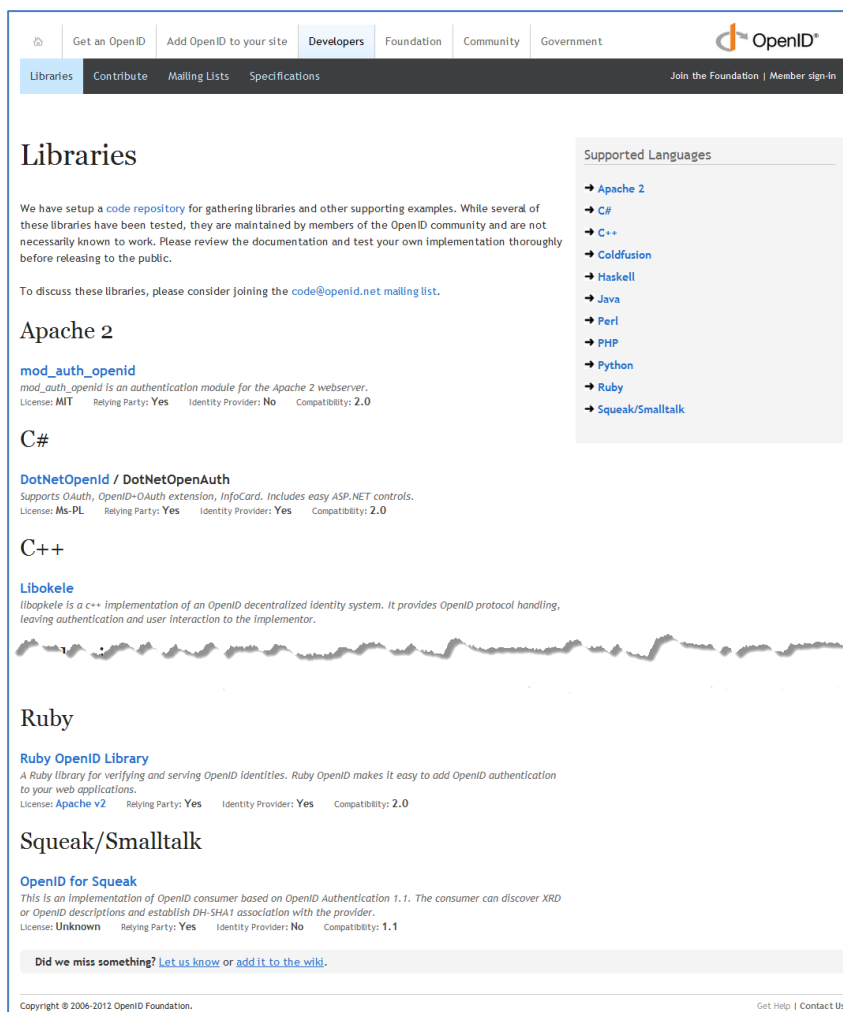 Get an OpenID Add OpenID to your site Developers Foundation Community Government OpenID®
Libraries Contribute Mailing Lists Specifications Join the Foundation | Member sign-in
Libraries
We have setup a code repository for gathering libraries and other supporting examples. While several of
these libraries have been tested, they are maintained by members of the OpenID community and are not
necessarily known to work. Please review the documentation and test your own implementation thoroughly
before releasing to the public.
To discuss these libraries, please consider joining the code@openid.net mailing list.
Apache 2
mod_auth_openid
mod_auth_openid is an authentication module for the Apache 2 webserver.
License: MIT Relying Party: Yes Identity Provider: No Compatibility: 2.0
C#
DotNetOpenId / DotNetOpenAuth
Supports OAuth, OpenID+OAuth extension, InfoCard. Includes easy ASP.NET controls.
License: Ms-PL Relying Party: Yes Identity Provider: Yes Compatibility: 2.0
C++
Libokele
libopkele is a c++ implementation of an OpenID decentralized identity system. It provides OpenID protocol handling,
leaving authentication and user interaction to the implementor.
Ruby
Ruby OpenID Library
A Ruby library for verifying and serving OpenID identities. Ruby OpenID makes it easy to add OpenID authentication
to your web applications.
License: Apache v2 Relying Party: Yes Identity Provider: Yes Compatibility: 2.0
Squeak/Smalltalk
OpenID for Squeak
This is an implementation of OpenID consumer based on OpenID Authentication 1.1. The consumer can discover XRD
or OpenID descriptions and establish DH-SHA1 association with the provider.
License: Unknown Relying Party: Yes Identity Provider: No Compatibility: 1.1
Did we miss something? Let us know or add it to the wiki.
Supported Languages
➔ Apache 2
➔ C#
➔ C++
➔ Coldfusion
➔ Haskell
➔ Java
➔ Perl
➔ PHP
➔ Python
➔ Ruby
➔ Squeak/Smalltalk
Copyright © 2006-2012 OpenID Foundation. Get Help | Contact Us